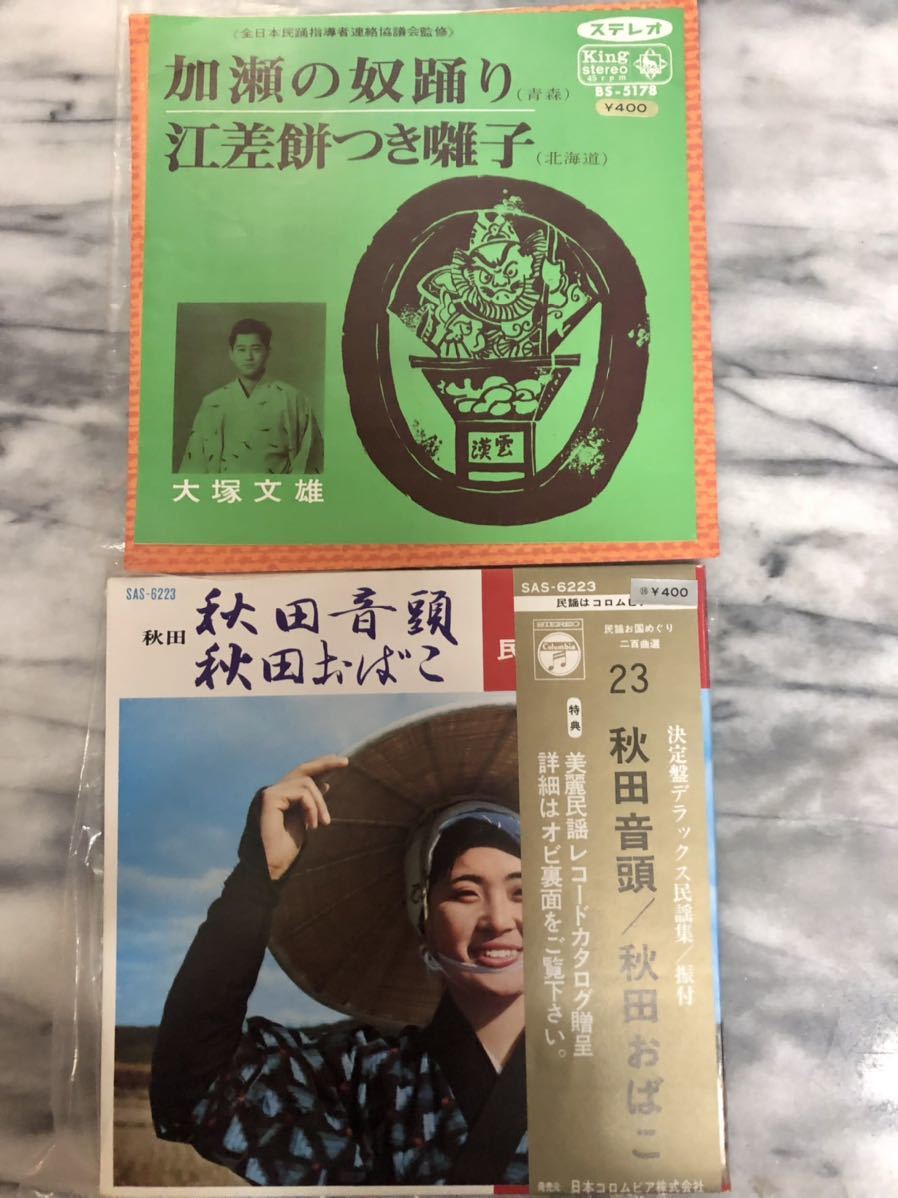 《全日本民踊指導者連絡協議会監修》
加瀬の奴踊り(青森)
江差餅つき囃子(北海道)
ステレオ
King
stereo
45 rpm
BS-5178
¥400
漢雲
大塚文雄
SAS-6223
秋田 秋田音頭
秋田おばこ
民
SAS-6223
¥400
民謡はコロムビア
STEREO
Columbia
民謡お国めぐり
二百曲選
23
決定盤デラックス民謡集/振付
秋田音頭/秋田おばこ
特典
美麗民謡レコードカタログ贈呈
詳細はオビ裏面をご覧下さい。
発売元 日本コロムビア株式会社